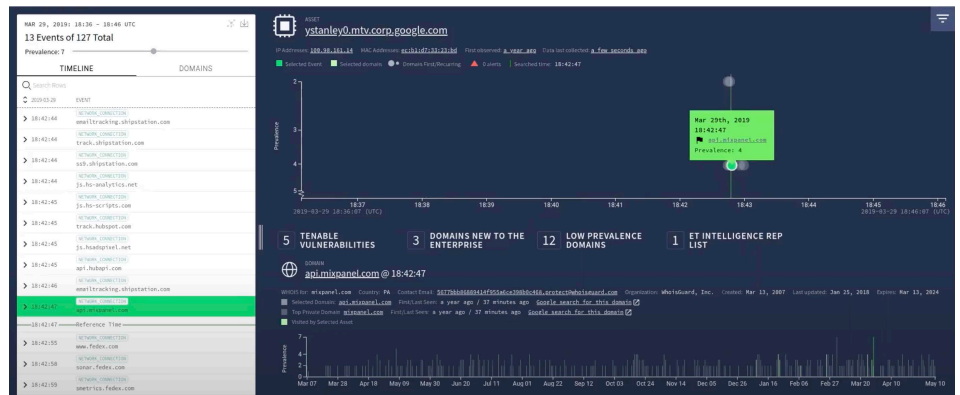 MAR 29, 2019: 18:36 - 18:46 UTC
13 Events of 127 Total
Prevalence: 7
TIMELINE
DOMAINS
Search Rows
2019-03-29 EVENT
NETWORK_CONNECTION
18:42:44 emailtracking.shipstation.com
NETWORK_CONNECTION
18:42:44 track.shipstation.com
NETWORK_CONNECTION
18:42:44 ss9.shipstation.com
NETWORK_CONNECTION
18:42:44 js.hs-analytics.net
NETWORK_CONNECTION
18:42:45 js.hs-scripts.com
NETWORK_CONNECTION
18:42:45 track.hubspot.com
NETWORK_CONNECTION
18:42:45 js.hsadspixel.net
NETWORK_CONNECTION
18:42:45 api.hubapi.com
NETWORK_CONNECTION
18:42:46 emailtracking.shipstation.com
NETWORK_CONNECTION
18:42:47 api.mixpanel.com
18:42:47 Reference Time
NETWORK_CONNECTION
18:42:55 www.fedex.com
NETWORK_CONNECTION
18:42:58 sonar.fedex.com
NETWORK_CONNECTION
18:42:59 smetrics.fedex.com
ASSET
ystanley0.mtv.corp.google.com
IP Addresses: 100.98.161.14 MAC Addresses: ec:b1:d7:33:23:bd First observed: a year ago Data last collected: a few seconds ago
Selected Event Selected domain Domain First/Recurring Alerts Searched time: 18:42:47
Prevalence
2
3
4
5
Mar 29th, 2019
18:42:47
api.mixpanel.com
Prevalence: 4
18:37 18:38 18:39 18:40 18:41 18:42 18:43 18:44 18:45 18:46
2019-03-29 18:36:07 (UTC) 2019-03-29 18:46:07 (UTC)
5 TENABLE VULNERABILITIES
3 DOMAINS NEW TO THE ENTERPRISE
12 LOW PREVALENCE DOMAINS
1 ET INTELLIGENCE REP LIST
DOMAIN
api.mixpanel.com @ 18:42:47
WHOIS for: mixpanel.com Country: PA Contact Email: Organization: WhoisGuard, Inc. Created: Mar 13, 2007 Last updated: Jan 25, 2018 Expires: Mar 13, 2024
Selected Domain: api.mixpanel.com First/Last Seen: a year ago / 37 minutes ago Google search for this domain
Top Private Domain mixpanel.com First/Last Seen: a year ago / 37 minutes ago Google search for this domain
Visited by Selected Asset
Prevalence
7
4
2
0
Mar 07 Mar 28 Apr 18 May 09 May 30 Jun 20 Jul 11 Aug 01 Aug 22 Sep 12 Oct 03 Oct 24 Nov 14 Dec 05 Dec 26 Jan 16 Feb 06 Feb 27 Mar 20 Apr 10 May 10